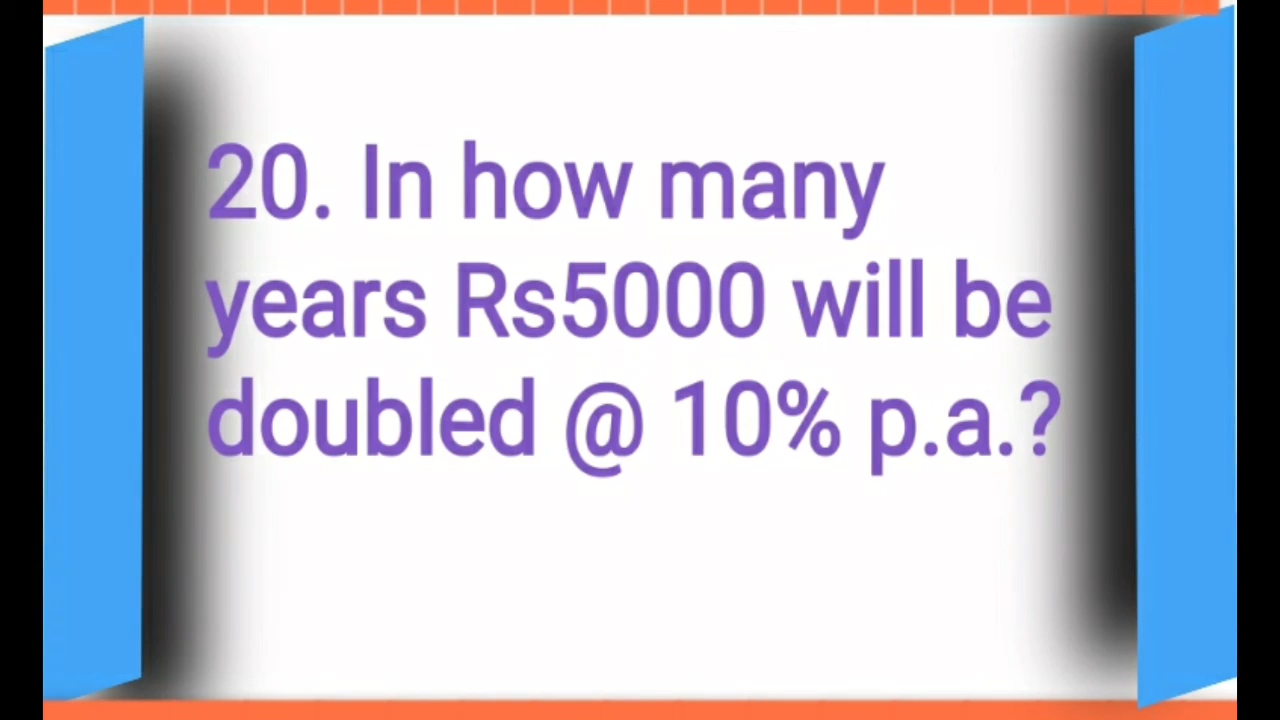 20. In how many
years Rs5000 will be
doubled @ 10% p.a.?